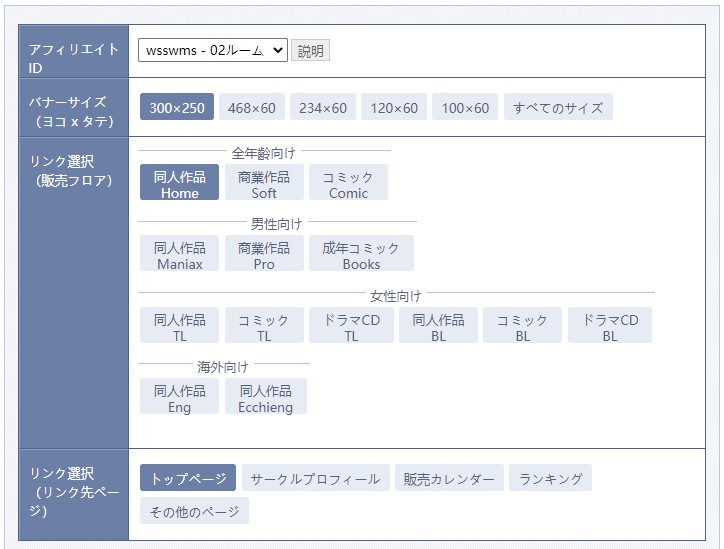 アフィリエイト
ID
wsswms - 02ルーム
説明
バナーサイズ
（ヨコ x タテ）
300×250 468×60 234×60 120×60 100×60 すべてのサイズ
リンク選択
（販売フロア）
全年齢向け
同人作品 商業作品 コミック
Home Soft Comic
男性向け
同人作品 商業作品 成年コミック
Maniax Pro Books
女性向け
同人作品 コミック ドラマCD 同人作品 コミック ドラマCD
TL TL TL BL BL BL
海外向け
同人作品 同人作品
Eng Ecchieng
リンク選択
（リンク先ペー
ジ）
トップページ サークルプロフィール 販売カレンダー ランキング
その他のページ